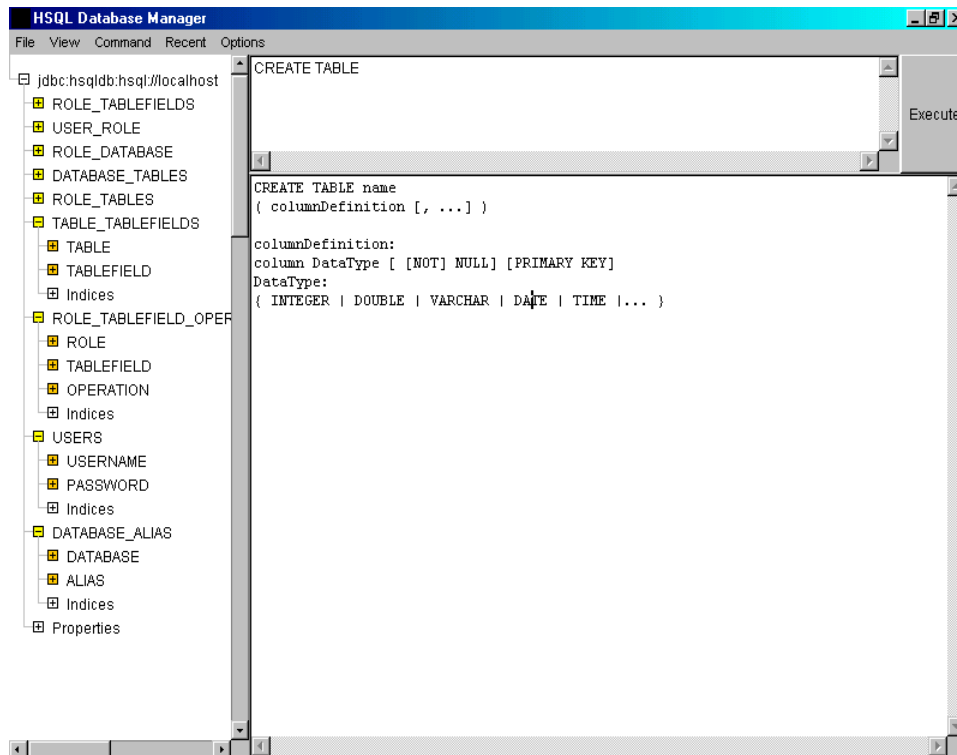 HSQL Database Manager
File View Command Recent Options
jdbc:hsqldb:hsql://localhost
ROLE_TABLEFIELDS
USER_ROLE
ROLE_DATABASE
DATABASE_TABLES
ROLE_TABLES
TABLE_TABLEFIELDS
TABLE
TABLEFIELD
Indices
ROLE_TABLEFIELD_OPER
ROLE
TABLEFIELD
OPERATION
Indices
USERS
USERNAME
PASSWORD
Indices
DATABASE_ALIAS
DATABASE
ALIAS
Indices
Properties
CREATE TABLE
Execute
CREATE TABLE name
( columnDefinition [, ...] )
columnDefinition:
column DataType [ [NOT] NULL] [PRIMARY KEY]
DataType:
{ INTEGER | DOUBLE | VARCHAR | DATE | TIME |... }